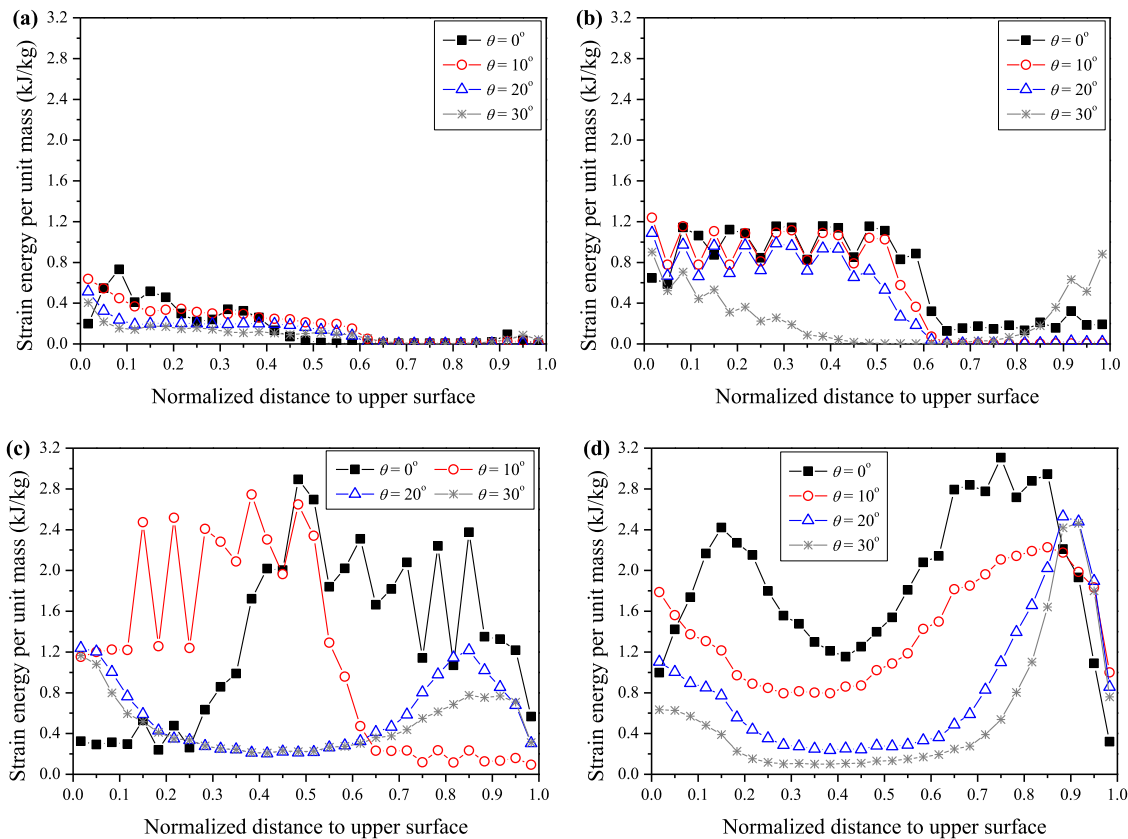 (a)
3.2
2.8
2.4
2.0
1.6
1.2
0.8
0.4
0.0
Strain energy per unit mass (kJ/kg)
θ = 0°
θ = 10°
θ = 20°
θ = 30°
0.0 0.1 0.2 0.3 0.4 0.5 0.6 0.7 0.8 0.9 1.0
Normalized distance to upper surface
(b)
3.2
2.8
2.4
2.0
1.6
1.2
0.8
0.4
0.0
Strain energy per unit mass (kJ/kg)
θ = 0°
θ = 10°
θ = 20°
θ = 30°
0.0 0.1 0.2 0.3 0.4 0.5 0.6 0.7 0.8 0.9 1.0
Normalized distance to upper surface
(c)
3.2
2.8
2.4
2.0
1.6
1.2
0.8
0.4
0.0
Strain energy per unit mass (kJ/kg)
θ = 0° θ = 10°
θ = 20° θ = 30°
0.0 0.1 0.2 0.3 0.4 0.5 0.6 0.7 0.8 0.9 1.0
Normalized distance to upper surface
(d)
3.2
2.8
2.4
2.0
1.6
1.2
0.8
0.4
0.0
Strain energy per unit mass (kJ/kg)
θ = 0°
θ = 10°
θ = 20°
θ = 30°
0.0 0.1 0.2 0.3 0.4 0.5 0.6 0.7 0.8 0.9 1.0
Normalized distance to upper surface